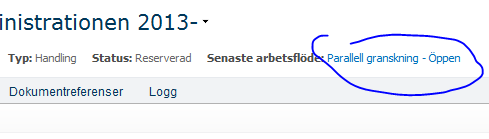 inistrationen 2013-
Typ: Handling Status: Reserverad Senaste arbetsflöde: Parallell granskning - Öppen
Dokumentreferenser Logg